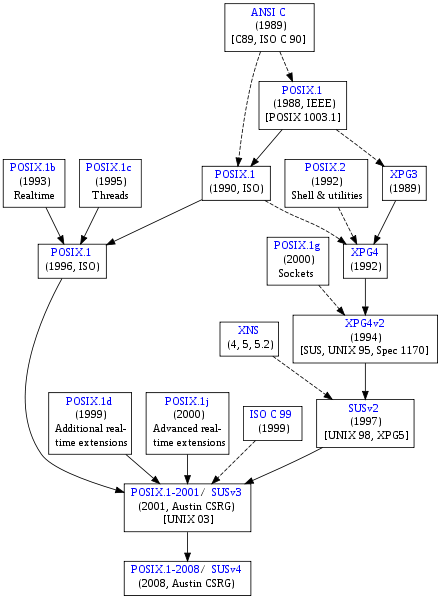 ANSI C
(1989)
[C89, ISO C 90]
POSIX.1
(1988, IEEE)
[POSIX 1003.1]
POSIX.1b
(1993)
Realtime
POSIX.1c
(1995)
Threads
POSIX.1
(1990, ISO)
POSIX.2
(1992)
Shell & utilities
XPG3
(1989)
POSIX.1
(1996, ISO)
POSIX.1g
(2000)
Sockets
XPG4
(1992)
XNS
(4, 5, 5.2)
XPG4v2
(1994)
[SUS, UNIX 95, Spec 1170]
POSIX.1d
(1999)
Additional real-
time extensions
POSIX.1j
(2000)
Advanced real-
time extensions
ISO C 99
(1999)
SUSv2
(1997)
[UNIX 98, XPG5]
POSIX.1-2001/ SUSv3
(2001, Austin CSRG)
[UNIX 03]
POSIX.1-2008/ SUSv4
(2008, Austin CSRG)